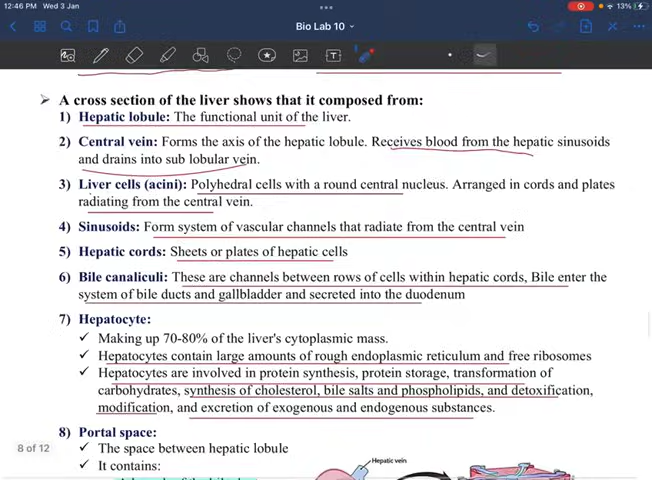 12:46 PM Wed 3 Jan
13%
Bio Lab 10
A cross section of the liver shows that it composed from:
1) Hepatic lobule: The functional unit of the liver.
2) Central vein: Forms the axis of the hepatic lobule. Receives blood from the hepatic sinusoids
and drains into sub lobular vein.
3) Liver cells (acini): Polyhedral cells with a round central nucleus. Arranged in cords and plates
radiating from the central vein.
4) Sinusoids: Form system of vascular channels that radiate from the central vein
5) Hepatic cords: Sheets or plates of hepatic cells
6) Bile canaliculi: These are channels between rows of cells within hepatic cords, Bile enter the
system of bile ducts and gallbladder and secreted into the duodenum
7) Hepatocyte:
✓ Making up 70-80% of the liver's cytoplasmic mass.
✓ Hepatocytes contain large amounts of rough endoplasmic reticulum and free ribosomes
✓ Hepatocytes are involved in protein synthesis, protein storage, transformation of
carbohydrates, synthesis of cholesterol, bile salts and phospholipids, and detoxification,
modification, and excretion of exogenous and endogenous substances.
8) Portal space:
✓ The space between hepatic lobule
✓ It contains:
8 of 12
Hepatic vein